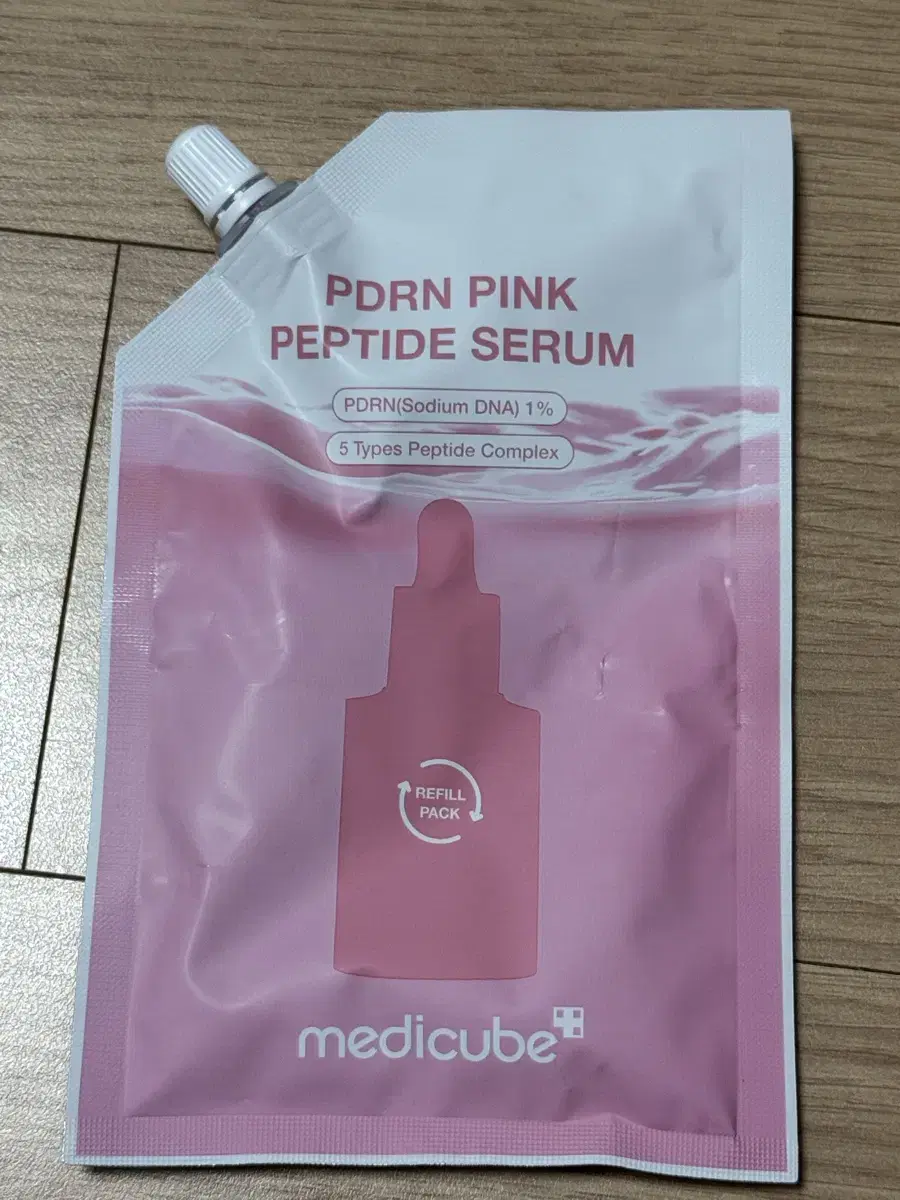 PDRN PINK
PEPTIDE SERUM
PDRN(Sodium DNA) 1%
5 Types Peptide Complex
REFILL
PACK
medicube